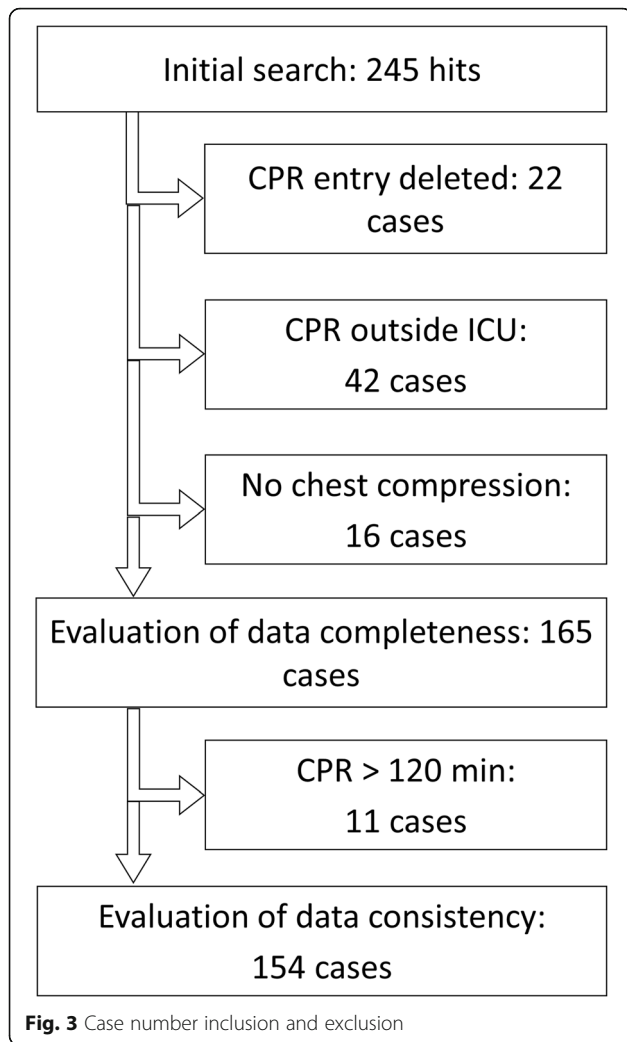 Initial search: 245 hits
CPR entry deleted: 22
cases
CPR outside ICU:
42 cases
No chest compression:
16 cases
Evaluation of data completeness: 165
cases
CPR > 120 min:
11 cases
Evaluation of data consistency:
154 cases
Fig. 3 Case number inclusion and exclusion